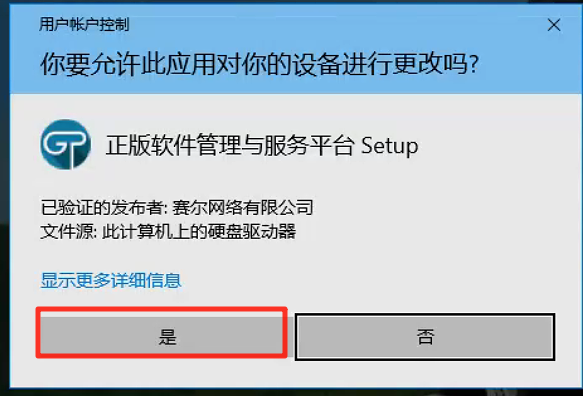 用户帐户控制
你要允许此应用对你的设备进行更改吗?
正版软件管理与服务平台 Setup
已验证的发布者: 赛尔网络有限公司
文件源: 此计算机上的硬盘驱动器
显示更多详细信息
是
否